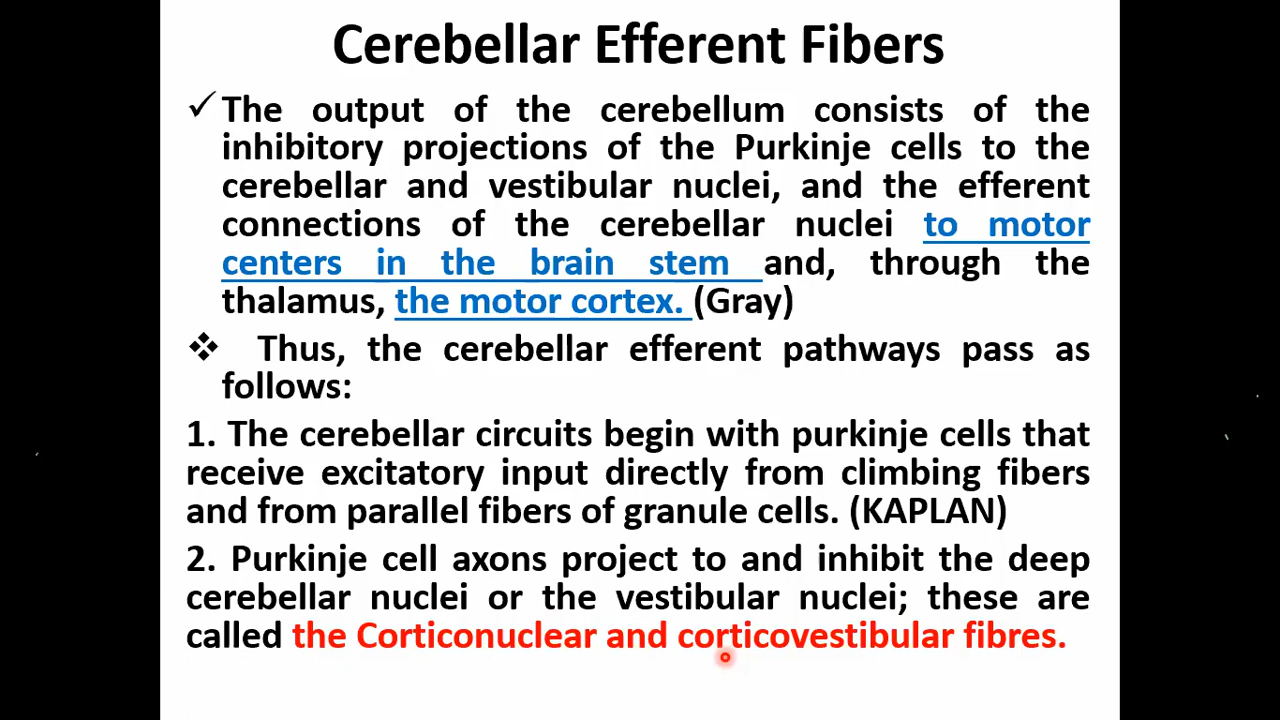 Cerebellar Efferent Fibers
✓ The output of the cerebellum consists of the
inhibitory projections of the Purkinje cells to the
cerebellar and vestibular nuclei, and the efferent
connections of the cerebellar nuclei to motor
centers in the brain stem and, through the
thalamus, the motor cortex. (Gray)
❖ Thus, the cerebellar efferent pathways pass as
follows:
1. The cerebellar circuits begin with purkinje cells that
receive excitatory input directly from climbing fibers
and from parallel fibers of granule cells. (KAPLAN)
2. Purkinje cell axons project to and inhibit the deep
cerebellar nuclei or the vestibular nuclei; these are
called the Corticonuclear and corticovestibular fibres.